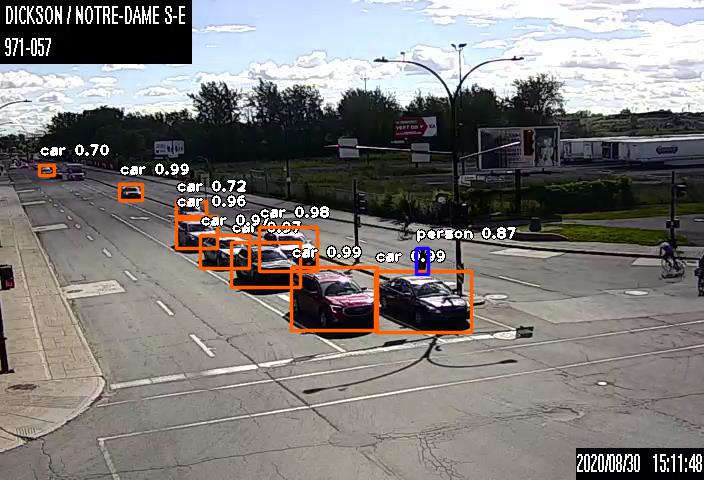 DICKSON / NOTRE-DAME S-E
971-057
car 0.70
car 0.99
car 0.72
car 0.96
car 0.98
car 0.99
person 0.87
2020/08/30 15:11:48